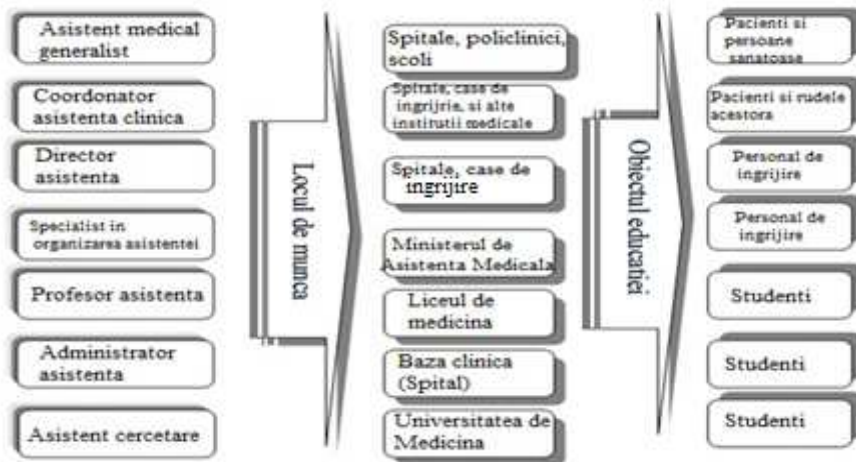 Asistent medical
generalist
Coordonator
asistenta clinica
Director
asistenta
Specialist in
organizarea asistentei
Profesor asistenta
Administrator
asistenta
Asistent cercetare
Locul de munca
Spitale, policlinici,
scoli
Spitale, case de
ingrijrie, si alte
institutii medicale
Spitale, case de
ingrijire
Ministerul de
Asistenta Medicala
Liceul de
medicina
Baza clinica
(Spital)
Universitatea de
Medicina
Obiectul educatiei
Pacienti si
persoane
sanatoase
Pacienti si rudele
acestora
Personal de
ingrijire
Personal de
ingrijire
Studenti
Studenti
Studenti